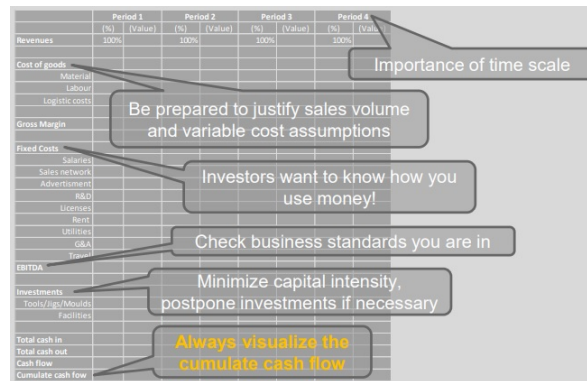 Period 1 Period 2 Period 3 Period 4
(%) (Value) (%) (Value) (%) (Value) (%) (Value)
Revenues 100% 100% 100% 100%
Importance of time scale
Cost of goods
Material
Labour
Logistic costs
Be prepared to justify sales volume
and variable cost assumptions
Gross Margin
Fixed Costs
Salaries
Sales network
Advertisment
R&D
Licenses
Rent
Utilities
G&A
Travel
Investors want to know how you
use money!
Check business standards you are in
EBITDA
Investments
Tools/Jigs/Moulds
Facilities
Minimize capital intensity,
postpone investments if necessary
Total cash in
Total cash out
Cash flow
Cumulate cash fow
Always visualize the
cumulate cash flow